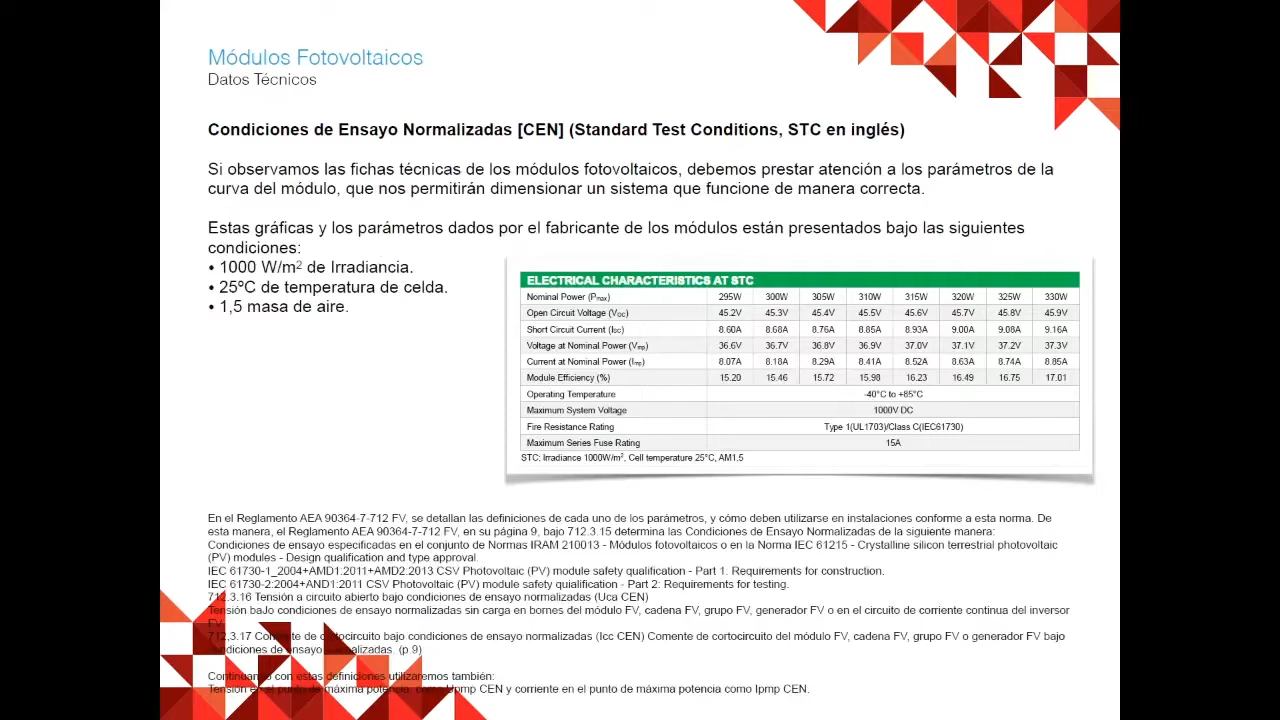 Módulos Fotovoltaicos
Datos Técnicos
Condiciones de Ensayo Normalizadas [CEN] (Standard Test Conditions, STC en inglés)
Si observamos las fichas técnicas de los módulos fotovoltaicos, debemos prestar atención a los parámetros de la
curva del módulo, que nos permitirán dimensionar un sistema que funcione de manera correcta.
Estas gráficas y los parámetros dados por el fabricante de los módulos están presentados bajo las siguientes
condiciones:
• 1000 W/m² de Irradiancia.
• 25ºC de temperatura de celda.
• 1,5 masa de aire.
ELECTRICAL CHARACTERISTICS AT STC
Nominal Power (Pmax) 295W 300W 305W 310W 315W 320W 325W 330W
Open Circuit Voltage (VOC) 45.2V 45.3V 45.4V 45.5V 45.6V 45.7V 45.8V 45.9V
Short Circuit Current (ISC) 8.60A 8.68A 8.76A 8.85A 8.93A 9.00A 9.08A 9.16A
Voltage at Nominal Power (Vmp) 36.6V 36.7V 36.8V 36.9V 37.0V 37.1V 37.2V 37.3V
Current at Nominal Power (Imp) 8.07A 8.18A 8.29A 8.41A 8.52A 8.63A 8.74A 8.85A
Module Efficiency (%) 15.20 15.46 15.72 15.98 16.23 16.49 16.75 17.01
Operating Temperature -40°C to +85°C
Maximum System Voltage 1000V DC
Fire Resistance Rating Type 1(UL1703)/Class C(IEC61730)
Maximum Series Fuse Rating 15A
STC: Irradiance 1000W/m², Cell temperature 25°C, AM1.5
En el Reglamento AEA 90364-7-712 FV, se detallan las definiciones de cada uno de los parámetros, y cómo deben utilizarse en instalaciones conforme a esta norma. De
esta manera, el Reglamento AEA 90364-7-712 FV, en su página 9, bajo 712.3.15 determina las Condiciones de Ensayo Normalizadas de la siguiente manera:
Condiciones de ensayo especificadas en el conjunto de Normas IRAM 210013 - Módulos fotovoltaicos o en la Norma IEC 61215 - Crystalline silicon terrestrial photovoltaic
(PV) modules - Design qualification and type approval.
IEC 61730-1_2004+AMD1:2011+AMD2:2013 CSV Photovoltaic (PV) module safety qualification - Part 1: Requirements for construction.
IEC 61730-2:2004+AND1:2011 CSV Photovoltaic (PV) module safety quialification - Part 2: Requirements for testing.
712.3.16 Tensión a circuito abierto bajo condiciones de ensayo normalizadas (Uca CEN)
Tensión baJo condiciones de ensayo normalizadas sin carga en bornes del módulo FV, cadena FV, grupo FV, generador FV o en el circuito de corriente continua del inversor
FV.
712,3.17 de bajo condiciones de ensayo normalizadas (Icc CEN) Comente de cortocircuito del módulo FV, cadena FV, grupo FV o generador FV bajo
condiciones de ensayo normalizadas. (p.9)
Continuando con estas definiciones utilizaremos también:
Tensión en el punto de máxima potencia: como Upmp CEN y corriente en el punto de máxima potencia como Ipmp CEN.